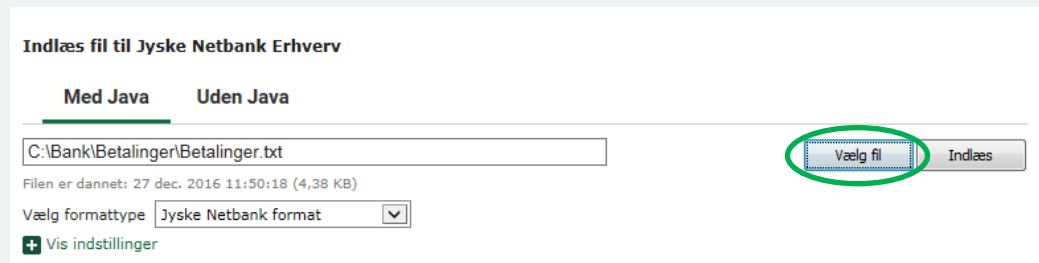 Indlæs fil til Jyske Netbank Erhverv
Med Java Uden Java
C:\Bank\Betalinger\Betalinger.txt Vælg fil Indlæs
Filen er dannet: 27 dec. 2016 11:50:18 (4,38 KB)
Vælg formattype Jyske Netbank format
Vis indstillinger